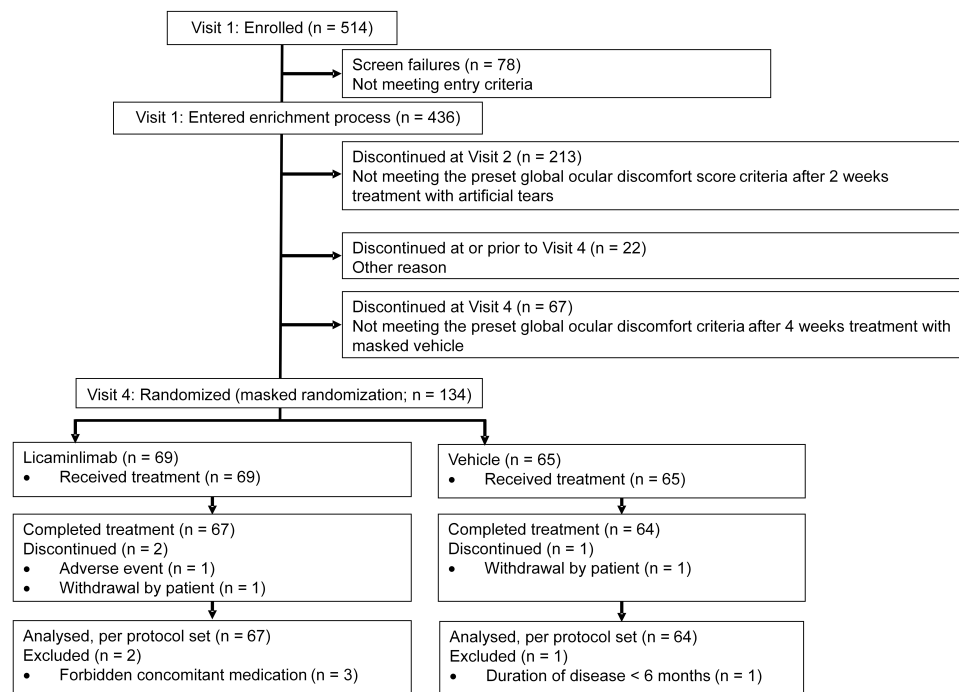 Visit 1: Enrolled (n = 514)
Screen failures (n = 78)
Not meeting entry criteria
Visit 1: Entered enrichment process (n = 436)
Discontinued at Visit 2 (n = 213)
Not meeting the preset global ocular discomfort score criteria after 2 weeks
treatment with artificial tears
Discontinued at or prior to Visit 4 (n = 22)
Other reason
Discontinued at Visit 4 (n = 67)
Not meeting the preset global ocular discomfort criteria after 4 weeks treatment with
masked vehicle
Visit 4: Randomized (masked randomization; n = 134)
Licaminlimab (n = 69)
• Received treatment (n = 69)
Vehicle (n = 65)
• Received treatment (n = 65)
Completed treatment (n = 67)
Discontinued (n = 2)
• Adverse event (n = 1)
• Withdrawal by patient (n = 1)
Completed treatment (n = 64)
Discontinued (n = 1)
• Withdrawal by patient (n = 1)
Analysed, per protocol set (n = 67)
Excluded (n = 2)
• Forbidden concomitant medication (n = 3)
Analysed, per protocol set (n = 64)
Excluded (n = 1)
• Duration of disease < 6 months (n = 1)